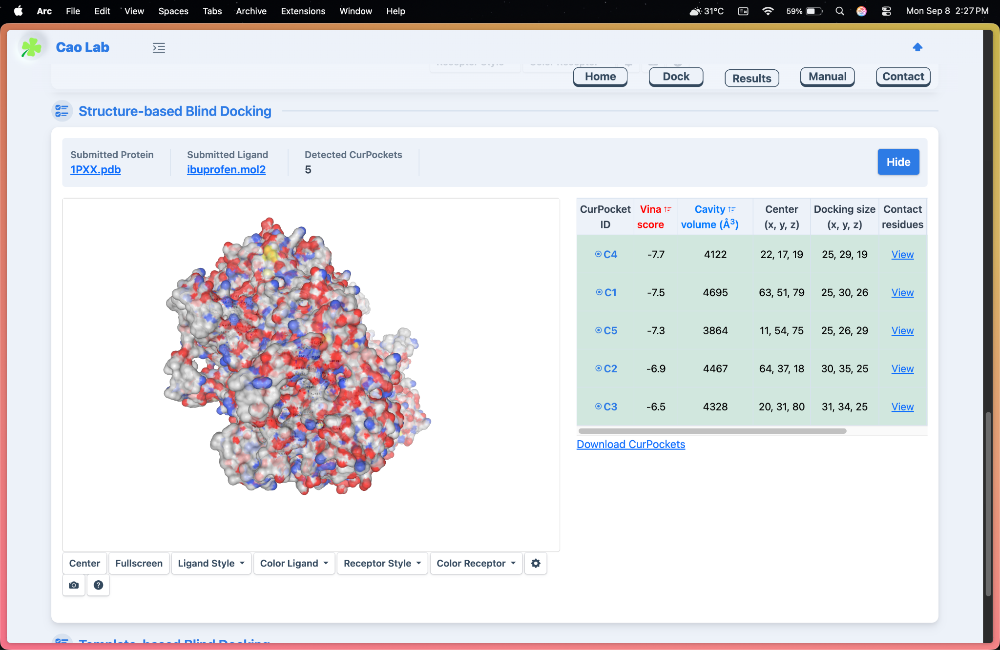 Arc File Edit View Spaces Tabs Archive Extensions Window Help 31°C 59% Mon Sep 8 2:27 PM
Cao Lab
Home Dock Results Manual Contact
Structure-based Blind Docking
Submitted Protein Submitted Ligand Detected CurPockets
1PXX.pdb ibuprofen.mol2 5
Hide
CurPocket ID Vina score Cavity volume (Å³) Center (x, y, z) Docking size (x, y, z) Contact residues
C4 -7.7 4122 22, 17, 19 25, 29, 19 View
C1 -7.5 4695 63, 51, 79 25, 30, 26 View
C5 -7.3 3864 11, 54, 75 25, 26, 29 View
C2 -6.9 4467 64, 37, 18 30, 35, 25 View
C3 -6.5 4328 20, 31, 80 31, 34, 25 View
Download CurPockets
Center Fullscreen Ligand Style Color Ligand Receptor Style Color Receptor
Template-based Blind Docking